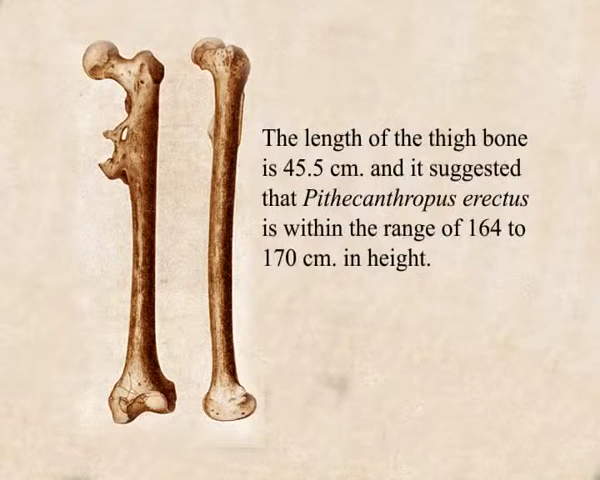 The length of the thigh bone
is 45.5 cm. and it suggested
that Pithecanthropus erectus
is within the range of 164 to
170 cm. in height.